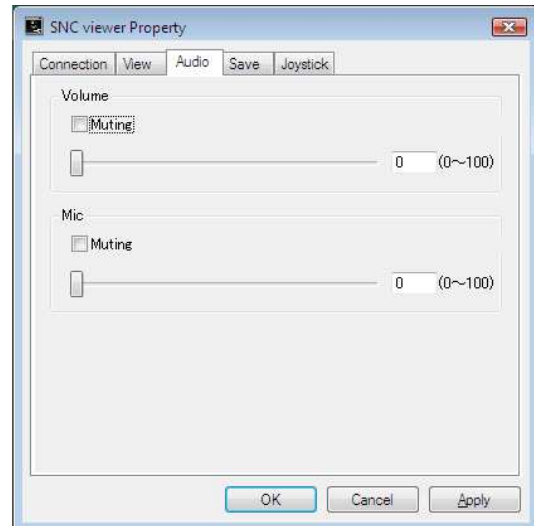 SNC viewer Property
Connection View Audio Save Joystick
Volume
Muting
0 (0～100)
Mic
Muting
0 (0～100)
OK Cancel Apply